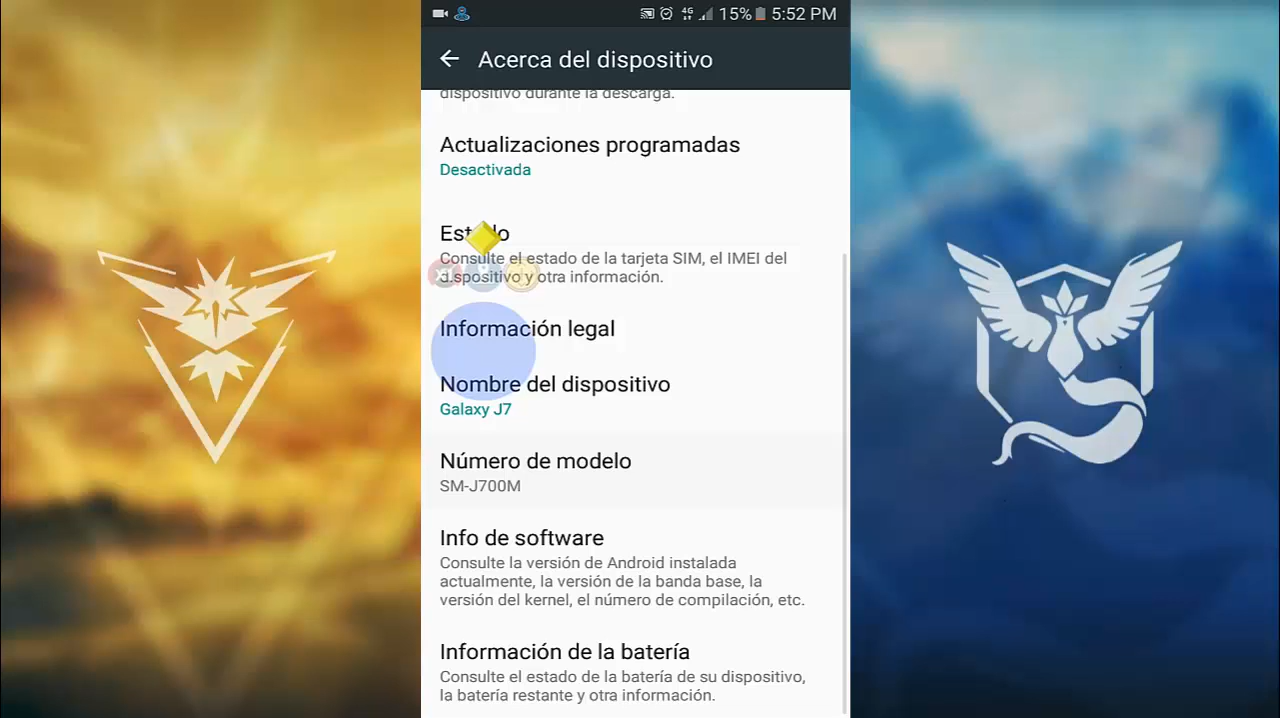 4G 15% 5:52 PM
Acerca del dispositivo
dispositivo durante la descarga.
Actualizaciones programadas
Desactivada
Estado
Consulte el estado de la tarjeta SIM, el IMEI del
dispositivo y otra información.
Información legal
Nombre del dispositivo
Galaxy J7
Número de modelo
SM-J700M
Info de software
Consulte la versión de Android instalada
actualmente, la versión de la banda base, la
versión del kernel, el número de compilación, etc.
Información de la batería
Consulte el estado de la batería de su dispositivo,
la batería restante y otra información.